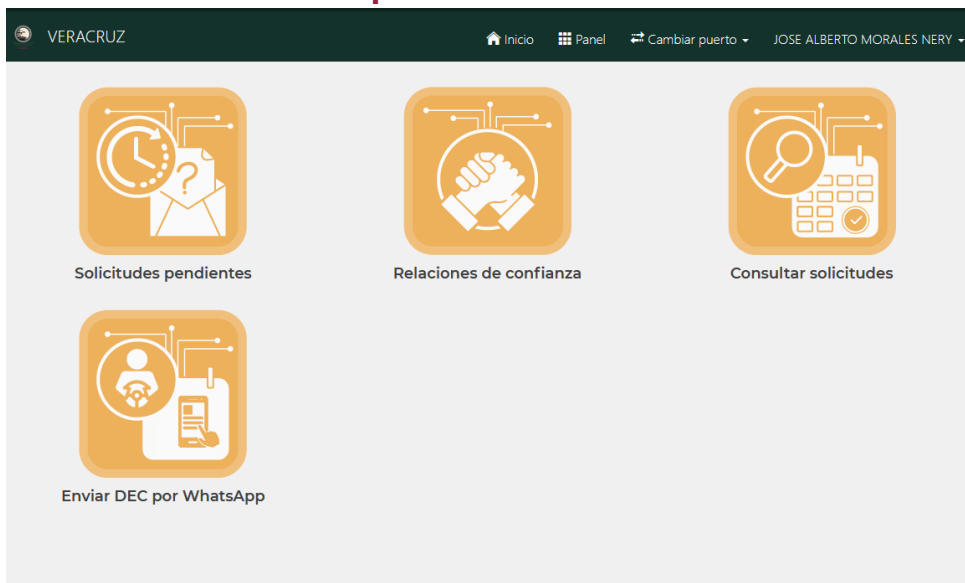 VERACRUZ
Inicio
Panel
Cambiar puerto
JOSE ALBERTO MORALES NERY
?
Solicitudes pendientes
Relaciones de confianza
Consultar solicitudes
Enviar DEC por WhatsApp